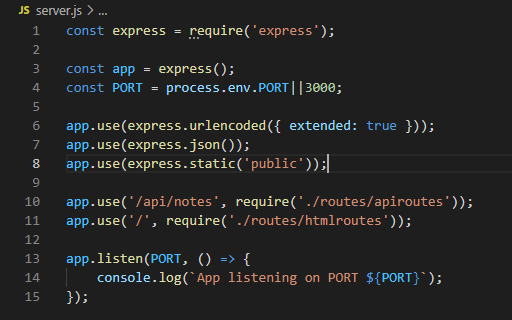 JS server.js > ...
1 const express = require('express');
2
3 const app = express();
4 const PORT = process.env.PORT||3000;
5
6 app.use(express.urlencoded({ extended: true }));
7 app.use(express.json());
8 app.use(express.static('public'));
9
10 app.use('/api/notes', require('./routes/apiroutes'));
11 app.use('/', require('./routes/htmlroutes'));
12
13 app.listen(PORT, () => {
14     console.log(`App listening on PORT ${PORT}`);
15 });